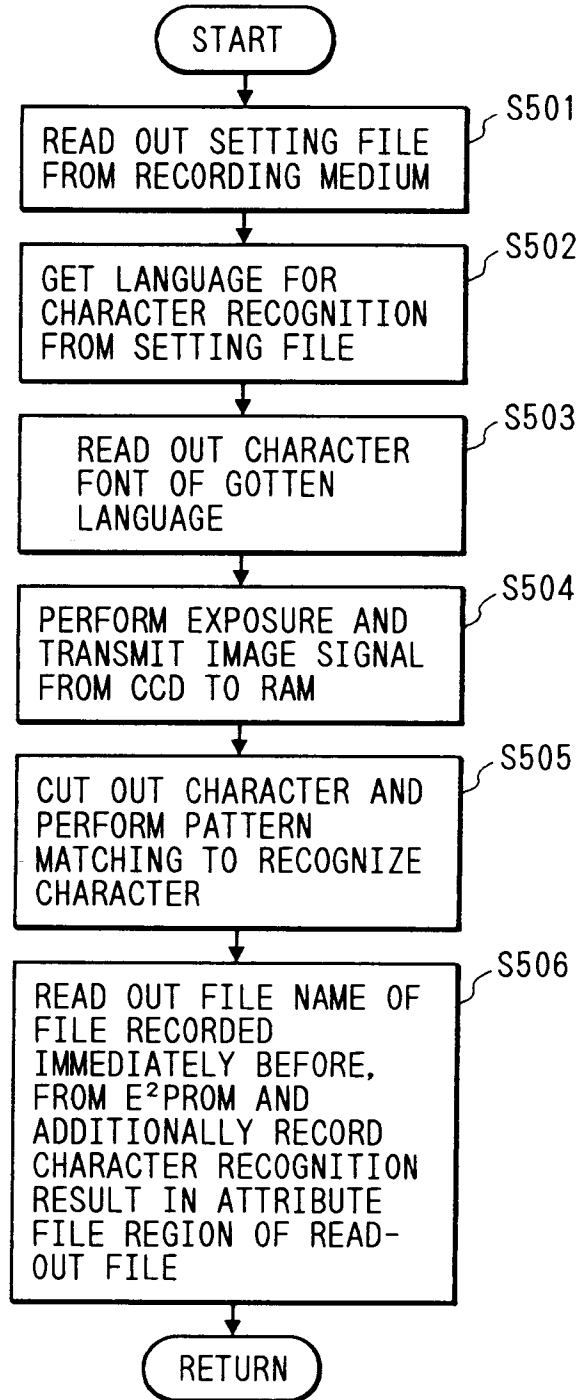 START
S501
READ OUT SETTING FILE
FROM RECORDING MEDIUM
S502
GET LANGUAGE FOR
CHARACTER RECOGNITION
FROM SETTING FILE
S503
READ OUT CHARACTER
FONT OF GOTTEN
LANGUAGE
S504
PERFORM EXPOSURE AND
TRANSMIT IMAGE SIGNAL
FROM CCD TO RAM
S505
CUT OUT CHARACTER AND
PERFORM PATTERN
MATCHING TO RECOGNIZE
CHARACTER
S506
READ OUT FILE NAME OF
FILE RECORDED
IMMEDIATELY BEFORE,
FROM E²PROM AND
ADDITIONALLY RECORD
CHARACTER RECOGNITION
RESULT IN ATTRIBUTE
FILE REGION OF READ-
OUT FILE
RETURN